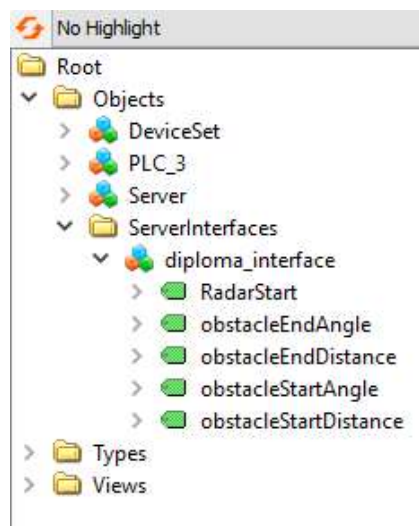 No Highlight
Root
Objects
DeviceSet
PLC_3
Server
ServerInterfaces
diploma_interface
RadarStart
obstacleEndAngle
obstacleEndDistance
obstacleStartAngle
obstacleStartDistance
Types
Views